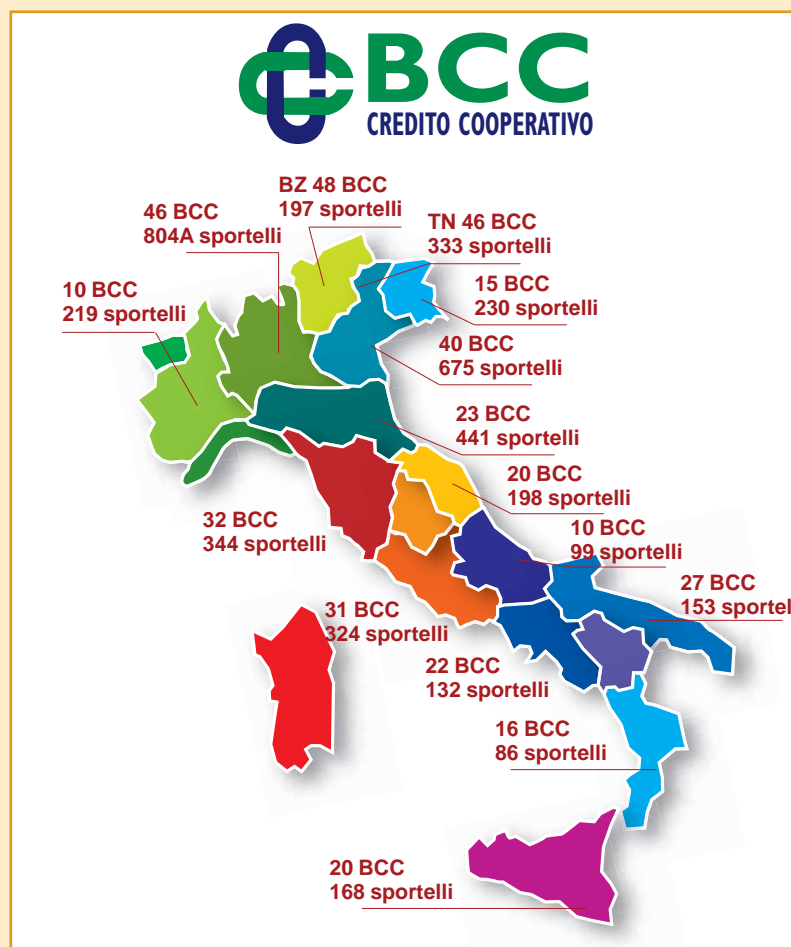 BCC
CREDITO COOPERATIVO
BZ 48 BCC
197 sportelli
46 BCC
804A sportelli
TN 46 BCC
333 sportelli
10 BCC
219 sportelli
15 BCC
230 sportelli
40 BCC
675 sportelli
23 BCC
441 sportelli
20 BCC
198 sportelli
32 BCC
344 sportelli
10 BCC
99 sportelli
27 BCC
153 sportel
31 BCC
324 sportelli
22 BCC
132 sportelli
16 BCC
86 sportelli
20 BCC
168 sportelli